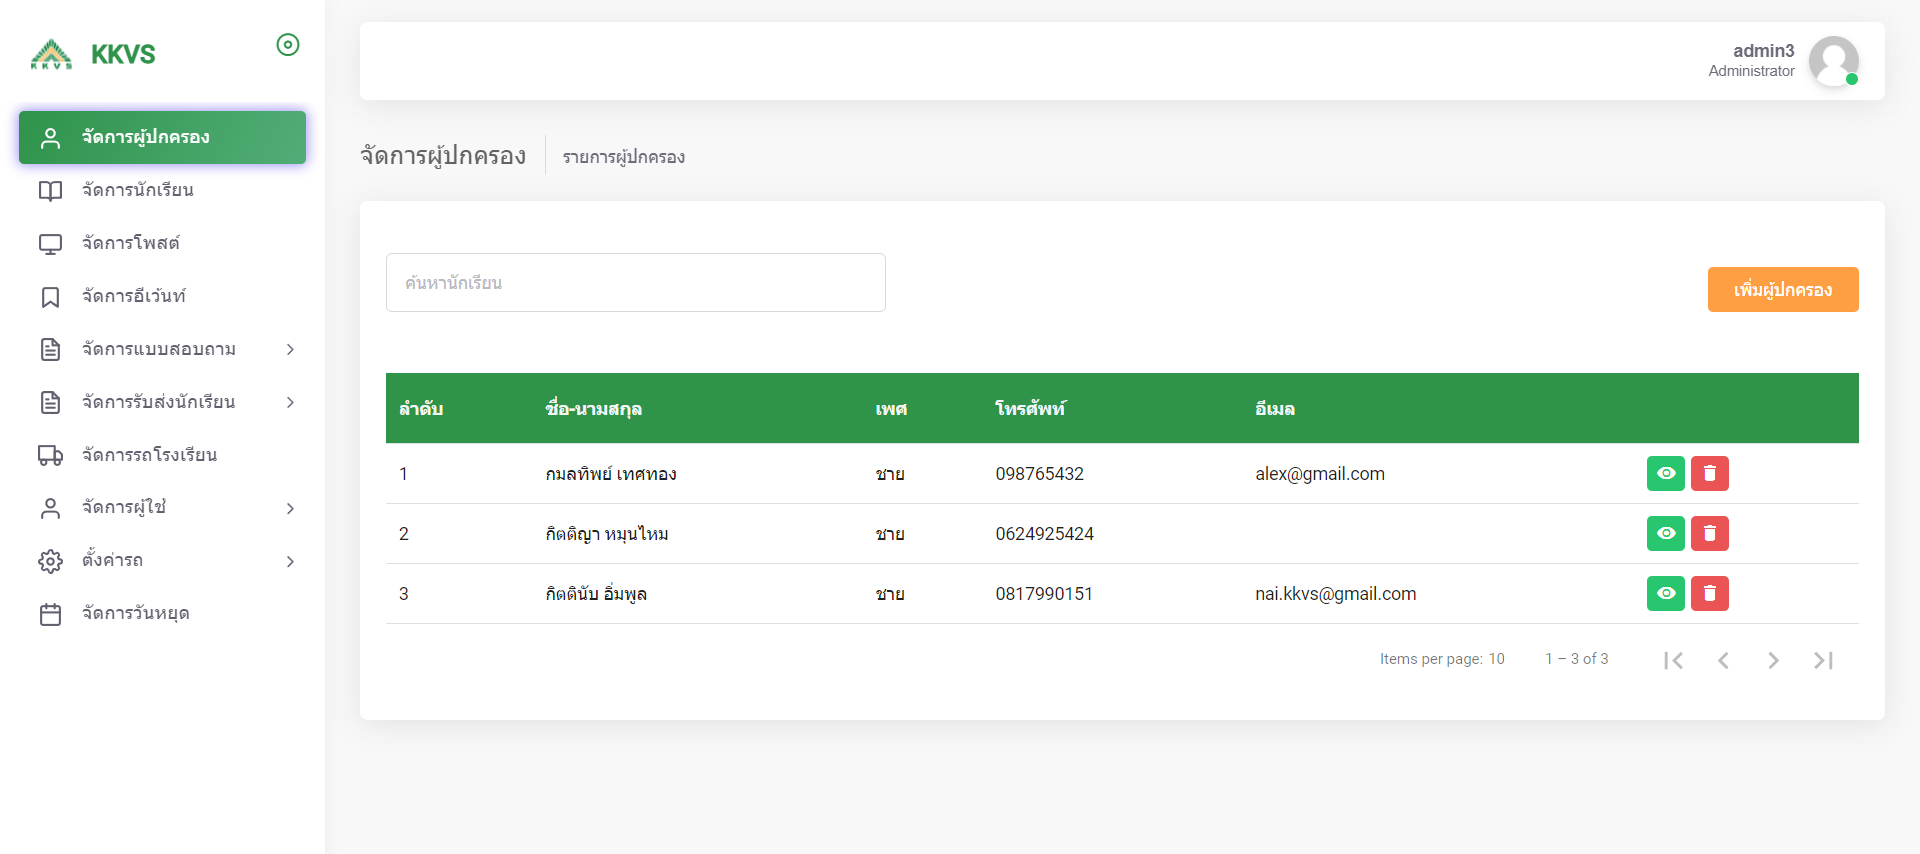 KKVS
KKVS
จัดการผู้ปกครอง
จัดการนักเรียน
จัดการโพสต์
จัดการอีเว้นท์
จัดการแบบสอบถาม
จัดการรับส่งนักเรียน
จัดการรถโรงเรียน
จัดการผู้ใช้
ตั้งค่ารถ
จัดการวันหยุด
admin3
Administrator
จัดการผู้ปกครอง รายการผู้ปกครอง
ค้นหานักเรียน
เพิ่มผู้ปกครอง
ลำดับ ชื่อ-นามสกุล เพศ โทรศัพท์ อีเมล
1 กมลทิพย์ เทศทอง ชาย 098765432 alex@gmail.com
2 กิตติญา หมุนไหม ชาย 0624925424
3 กิตตินับ อิ่มพูล ชาย 0817990151 nai.kkvs@gmail.com
Items per page: 10 1 – 3 of 3